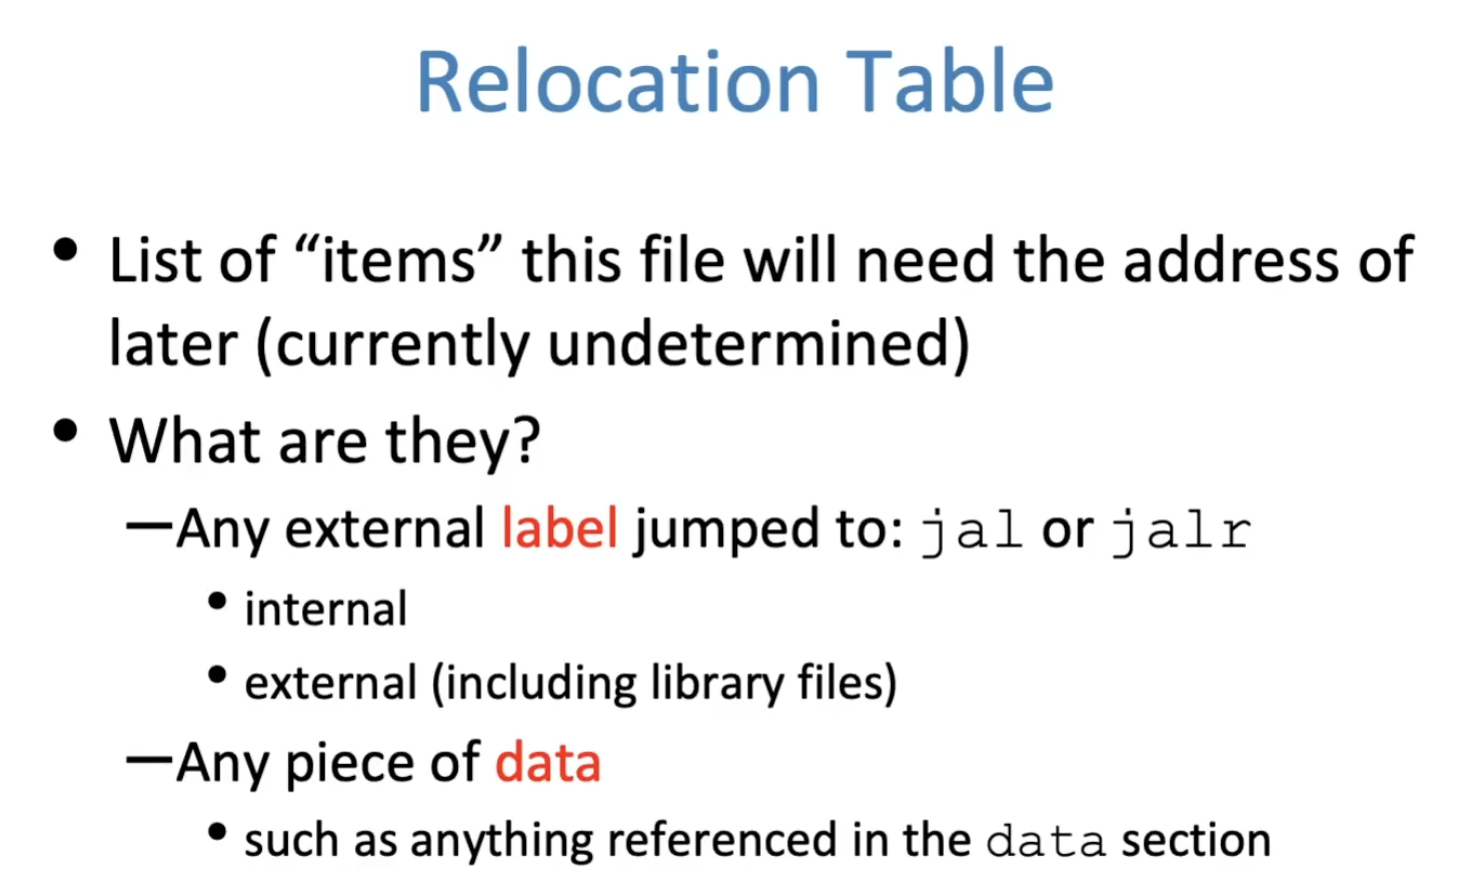 Relocation Table
• List of “items” this file will need the address of
later (currently undetermined)
• What are they?
—Any external label jumped to: jal or jalr
• internal
• external (including library files)
—Any piece of data
• such as anything referenced in the data section